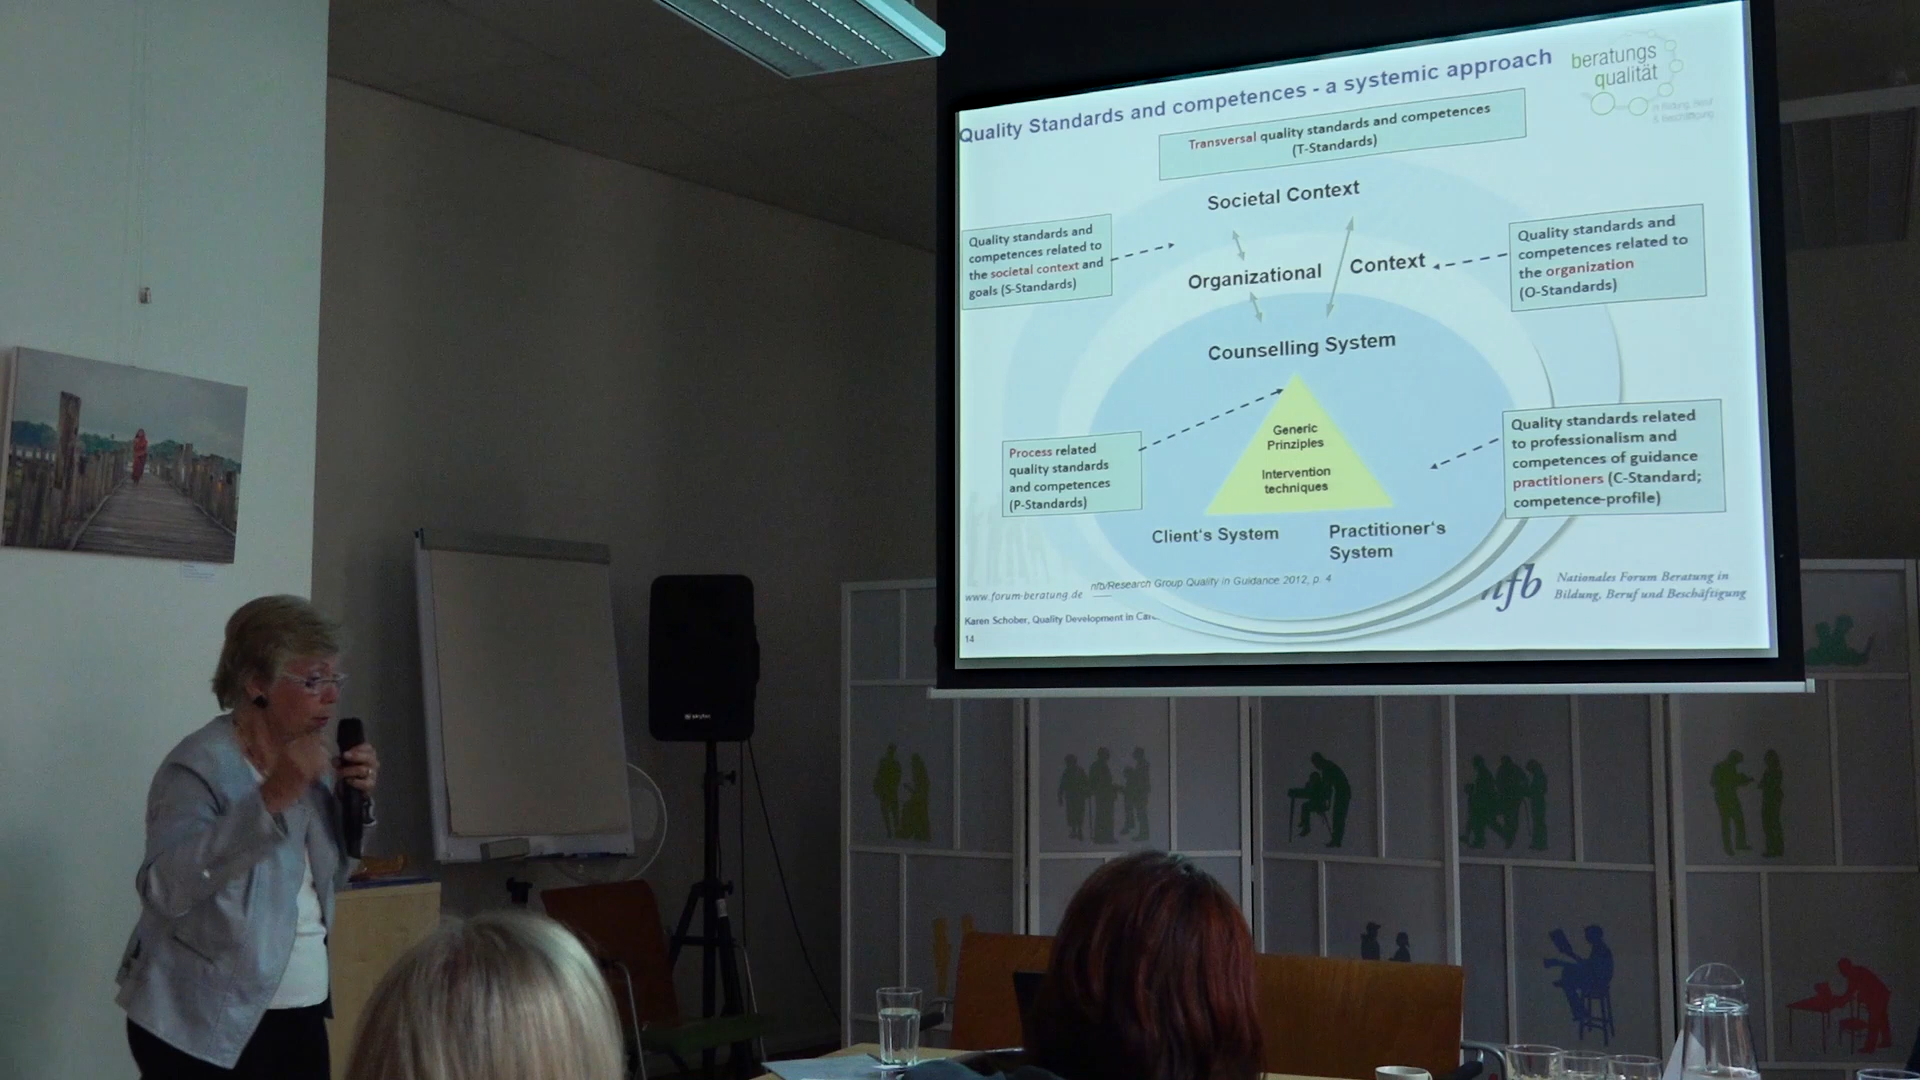 Quality Standards and competences - a systemic approach
beratungs
qualität
in Bildung, Beruf
& Beschäftigung
Transversal quality standards and competences
(T-Standards)
Societal Context
Quality standards and
competences related to
the societal context and
goals (S-Standards)
Organizational Context
Quality standards and
competences related to
the organization
(O-Standards)
Counselling System
Process related
quality standards
and competences
(P-Standards)
Generic
Prinziples
Intervention
techniques
Quality standards related
to professionalism and
competences of guidance
practitioners (C-Standard;
competence-profile)
Client's System
Practitioner's
System
www.forum-beratung.de
nfb/Research Group Quality in Guidance 2012, p. 4
nfb
Nationales Forum Beratung in
Bildung, Beruf und Beschäftigung
Karen Schober, Quality Development in
14